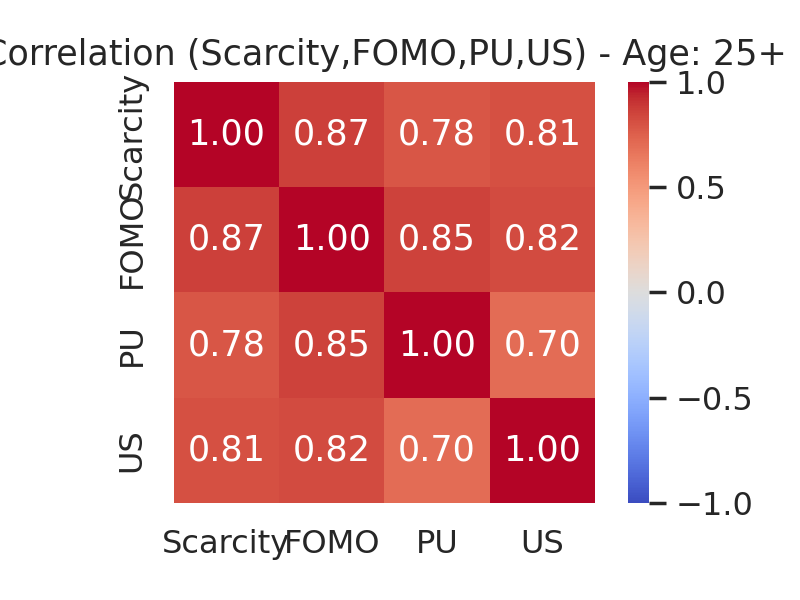 Correlation (Scarcity,FOMO,PU,US) - Age: 25+
Scarcity 1.00 0.87 0.78 0.81
FOMO 0.87 1.00 0.85 0.82
PU 0.78 0.85 1.00 0.70
US 0.81 0.82 0.70 1.00
Scarcity FOMO PU US
1.0
0.5
0.0
−0.5
−1.0